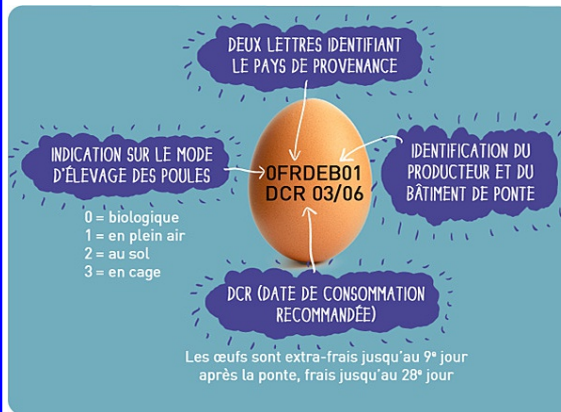 DEUX LETTRES IDENTIFIANT
LE PAYS DE PROVENANCE
INDICATION SUR LE MODE
D'ÉLEVAGE DES POULES
0 = biologique
1 = en plein air
2 = au sol
3 = en cage
0FRDEB01
DCR 03/06
IDENTIFICATION DU
PRODUCTEUR ET DU
BÂTIMENT DE PONTE
DCR (DATE DE CONSOMMATION
RECOMMANDÉE)
Les œufs sont extra-frais jusqu'au 9e jour
après la ponte, frais jusqu'au 28e jour